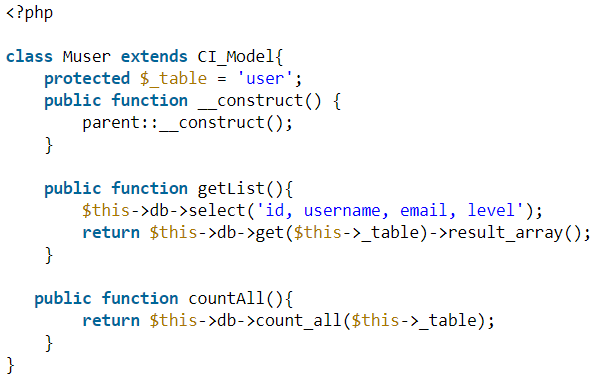 <?php
class Muser extends CI_Model{
    protected $_table = 'user';
    public function __construct() {
        parent::__construct();
    }
    public function getList(){
        $this->db->select('id, username, email, level');
        return $this->db->get($this->_table)->result_array();
    }
   public function countAll(){
        return $this->db->count_all($this->_table);
    }
}